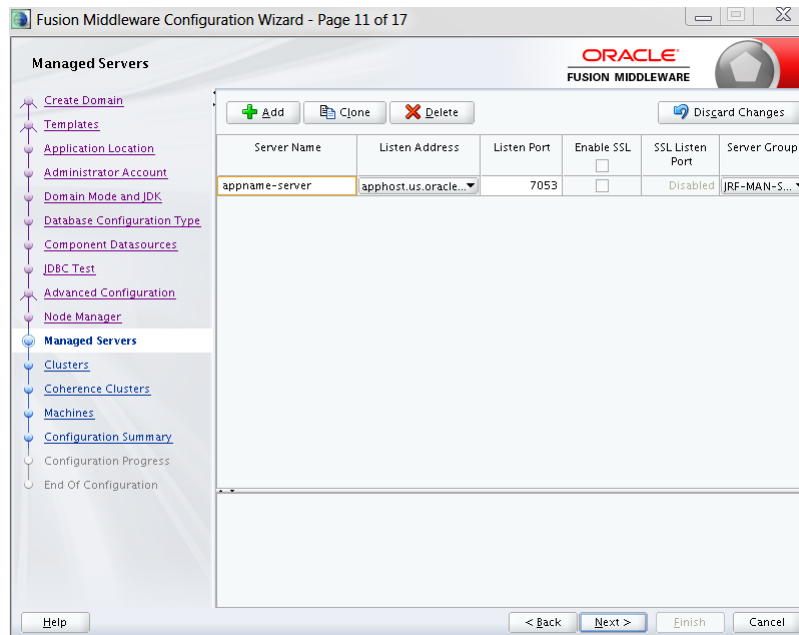 Fusion Middleware Configuration Wizard - Page 11 of 17
Managed Servers
ORACLE
FUSION MIDDLEWARE
Create Domain
Templates
Application Location
Administrator Account
Domain Mode and JDK
Database Configuration Type
Component Datasources
JDBC Test
Advanced Configuration
Node Manager
Managed Servers
Clusters
Coherence Clusters
Machines
Configuration Summary
Configuration Progress
End Of Configuration
Add Clone Delete Discard Changes
Server Name Listen Address Listen Port Enable SSL SSL Listen Port Server Group
appname-server apphost.us.oracle... 7053 Disabled JRF-MAN-S...
Help < Back Next > Finish Cancel